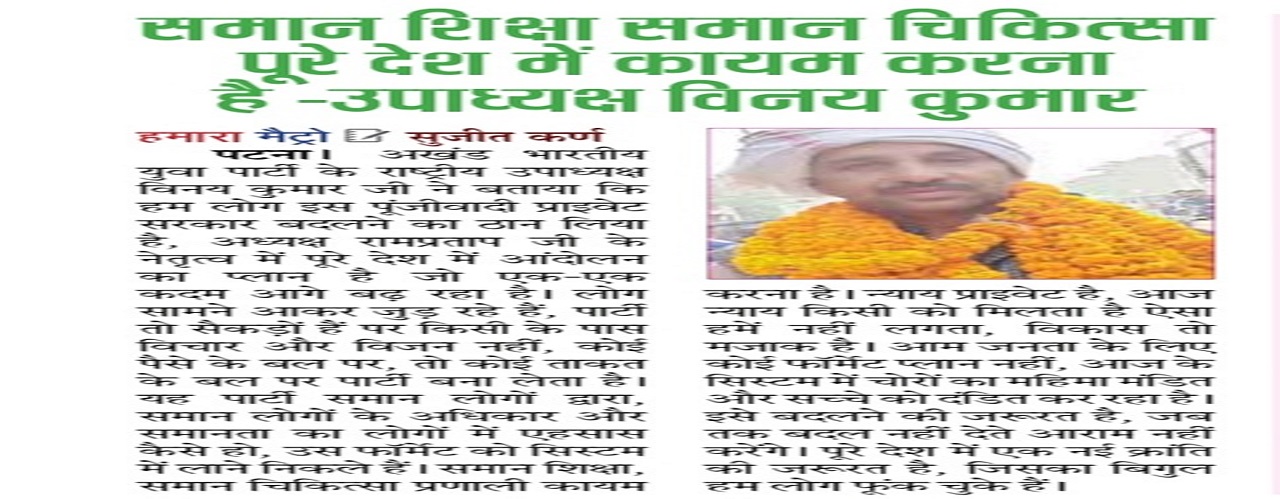 समान शिक्षा समान चिकित्सा
पूरे देश में कायम करना
है -उपाध्यक्ष विनय कुमार
हमारा मैट्रो सुजीत कर्ण
पटना। अखंड भारतीय
युवा पार्टी के राष्ट्रीय उपाध्यक्ष
विनय कुमार जी ने बताया कि
हम लोग इस पूंजीवादी प्राइवेट
सरकार बदलने का ठान लिया
है, अध्यक्ष रामप्रताप जी के
नेतृत्व में पूरे देश में आंदोलन
का प्लान है जो एक-एक
कदम आगे बढ़ रहा है। लोग
सामने आकर जुड़ रहे हैं, पार्टी
तो सैकड़ों हैं पर किसी के पास
विचार और विजन नहीं, कोई
पैसे के बल पर, तो कोई ताकत
के बल पर पार्टी बना लेता है।
यह पार्टी समान लोगों द्वारा,
समान लोगों के अधिकार और
समानता का लोगों में एहसास
कैसे हो, उस फॉर्मेट को सिस्टम
में लाने निकले हैं। समान शिक्षा,
समान चिकित्सा प्रणाली कायम
करना है। न्याय प्राइवेट है, आज
न्याय किसी को मिलता है ऐसा
हमें नहीं लगता, विकास तो
मजाक है। आम जनता के लिए
कोई फॉर्मेट प्लान नहीं, आज के
सिस्टम में चोरों का महिमा मंडित
और सच्चे को दंडित कर रहा है।
इसे बदलने की जरूरत है, जब
तक बदल नहीं देते आराम नहीं
करेंगे। पूरे देश में एक नई क्रांति
की जरूरत है, जिसका बिगुल
हम लोग फूंक चुके हैं।